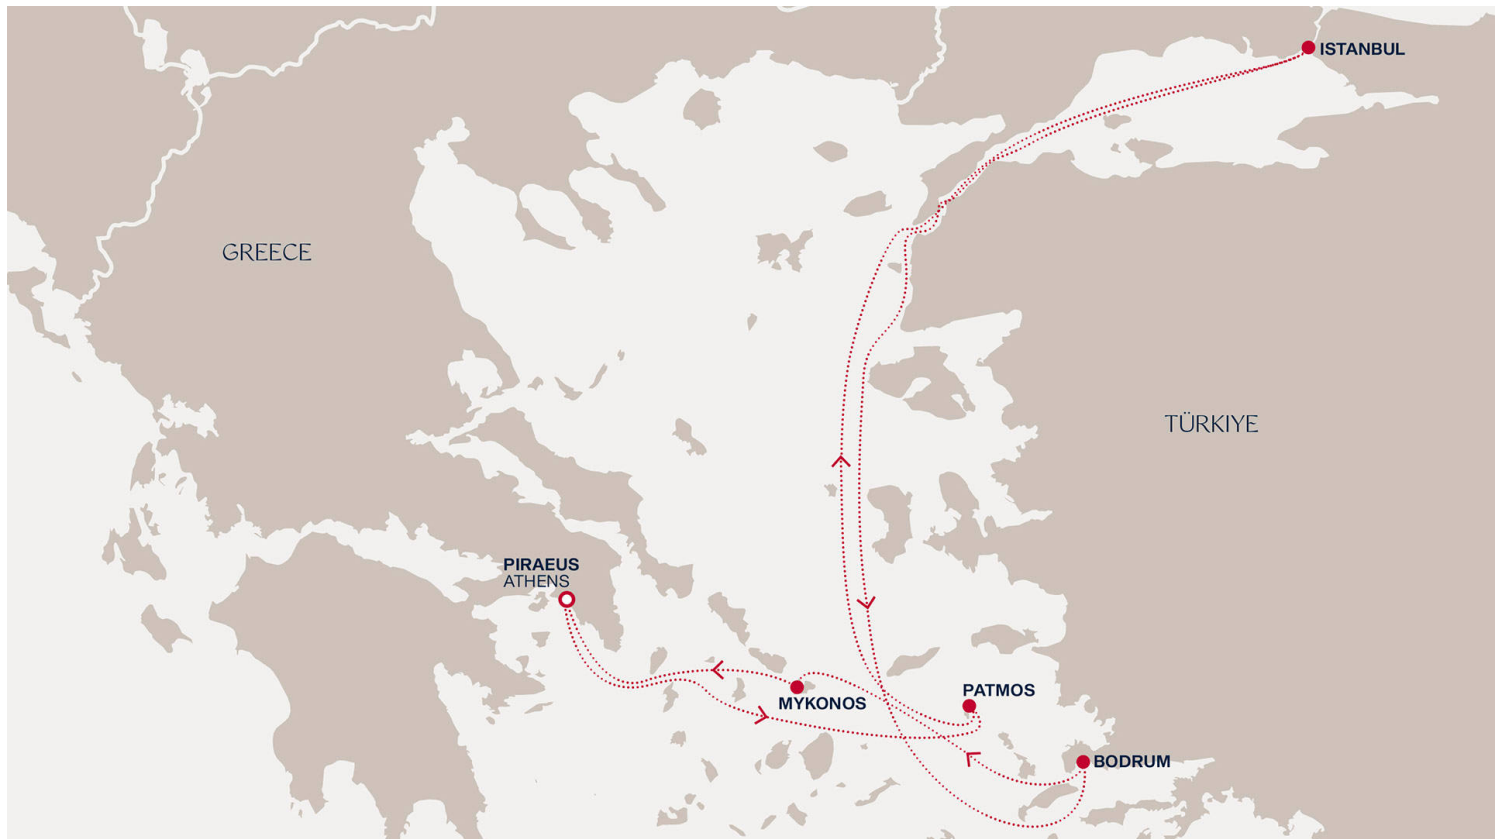 ISTANBUL
GREECE
TÜRKIYE
PIRAEUS
ATHENS
PATMOS
MYKONOS
BODRUM